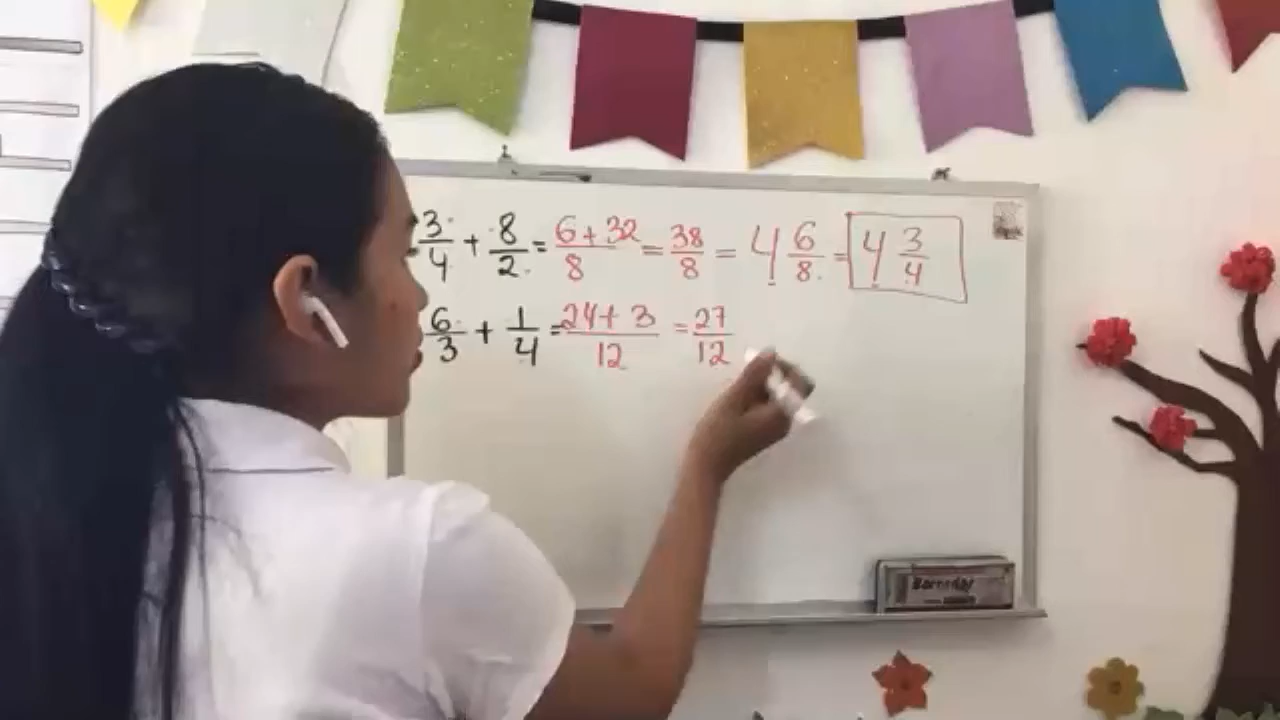 3/4 + 8/2 = 6+32/8 = 38/8 = 4 6/8 = 4 3/4
6/3 + 1/4 = 24+3/12 = 27/12